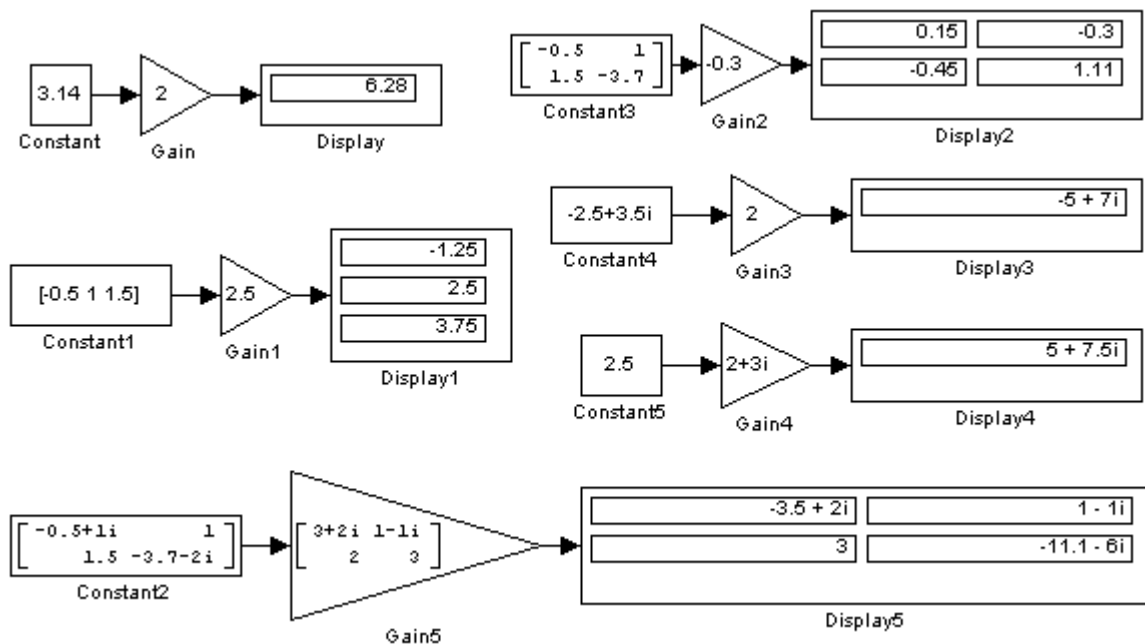 3.14
Constant
2
Gain
6.28
Display
-0.5 1
1.5 -3.7
Constant3
-0.3
Gain2
0.15 -0.3
-0.45 1.11
Display2
-2.5+3.5i
Constant4
2
Gain3
-5 + 7i
Display3
[-0.5 1 1.5]
Constant1
2.5
Gain1
-1.25
2.5
3.75
Display1
2.5
Constant5
2+3i
Gain4
5 + 7.5i
Display4
-0.5+1i 1
1.5 -3.7-2i
Constant2
3+2i 1-1i
2 3
Gain5
-3.5 + 2i 1 - 1i
3 -11.1 - 6i
Display5